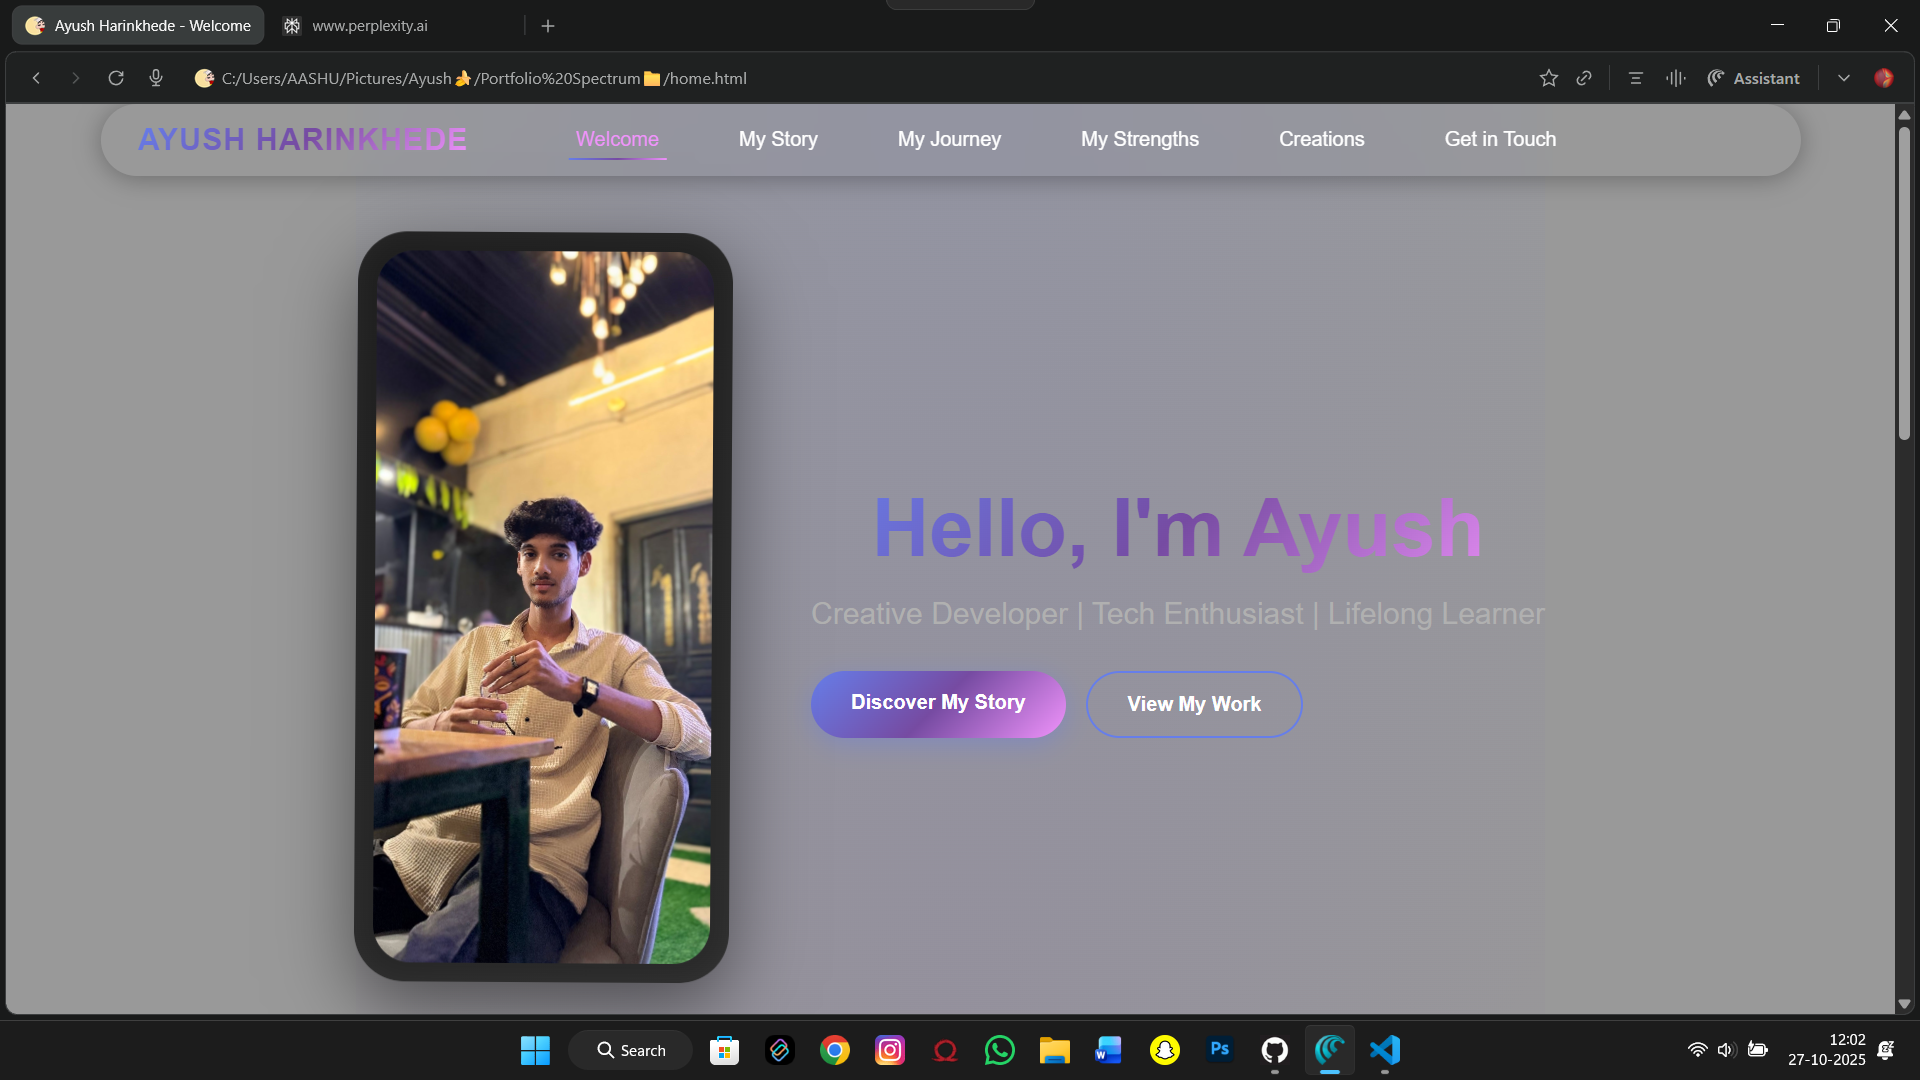 Ayush Harinkhede - Welcome
www.perplexity.ai
C:/Users/AASHU/Pictures/Ayush🍌/Portfolio%20Spectrum📁/home.html
Assistant
AYUSH HARINKHEDE
Welcome
My Story
My Journey
My Strengths
Creations
Get in Touch
Hello, I'm Ayush
Creative Developer | Tech Enthusiast | Lifelong Learner
Discover My Story
View My Work
Search
W
Ps
12:02
27-10-2025